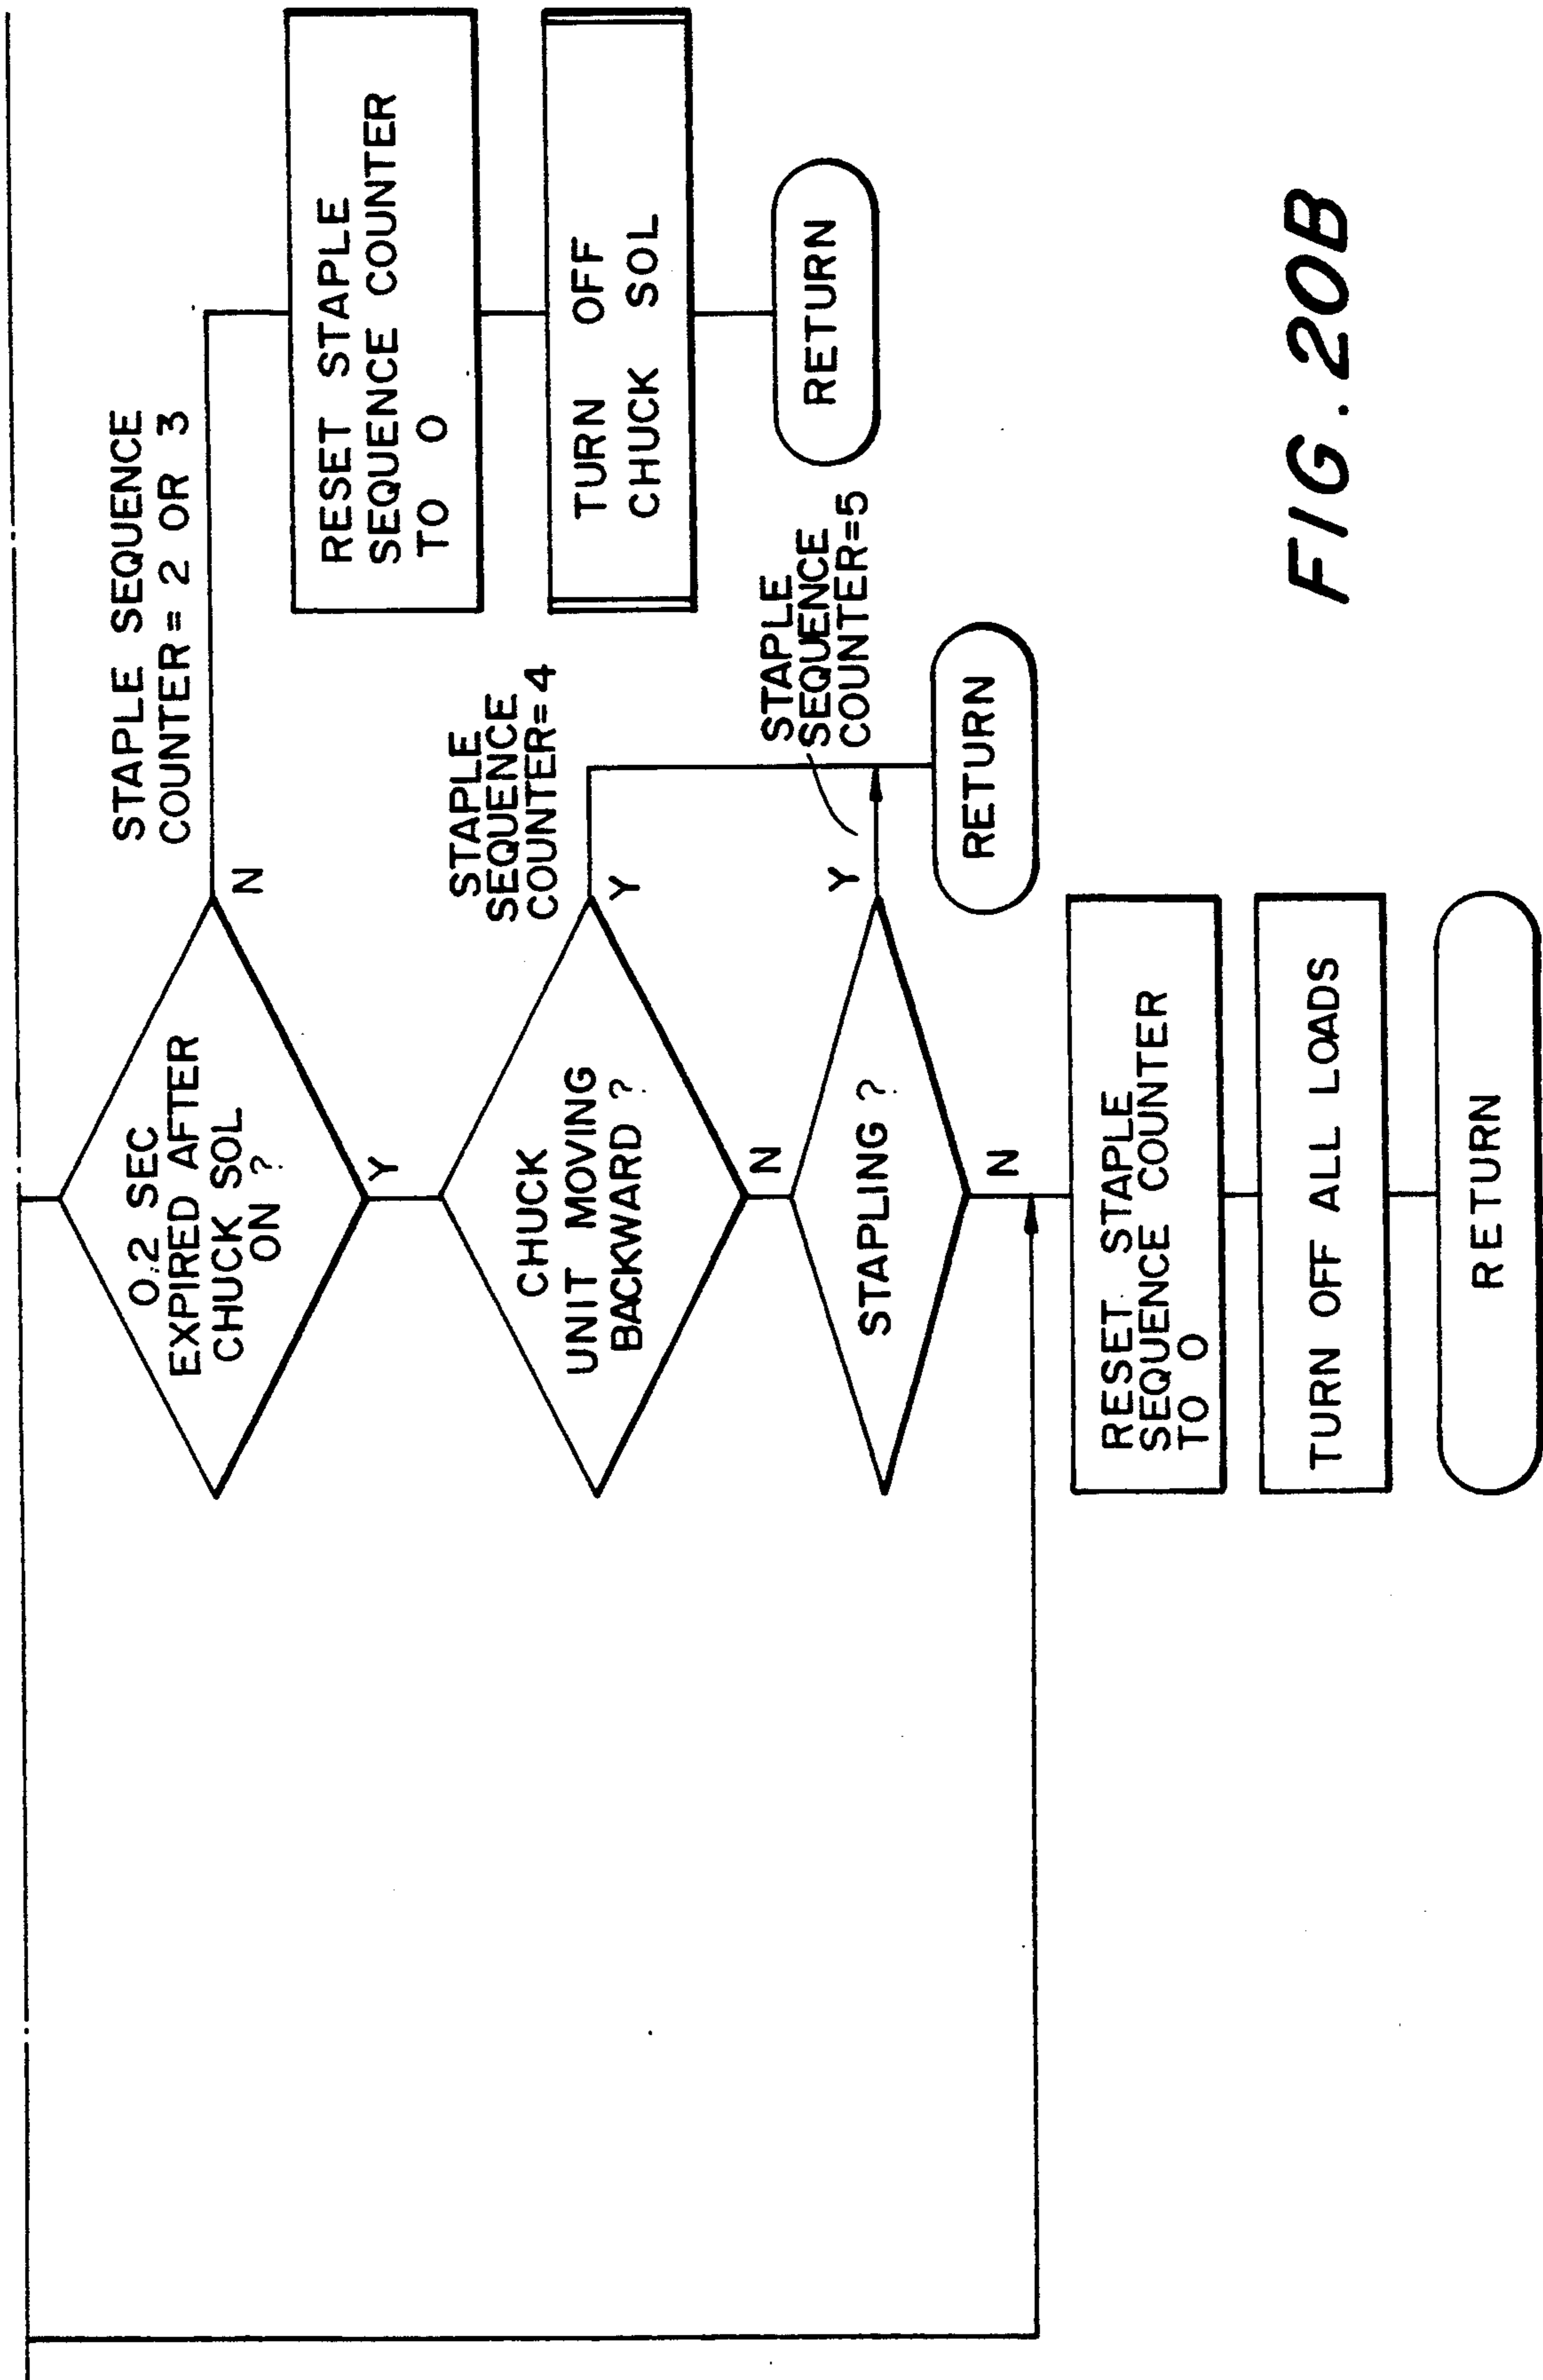 STAPLE SEQUENCE
COUNTER = 2 OR 3
0.2 SEC
EXPIRED AFTER
CHUCK SOL
ON ?
N
Y
RESET STAPLE
SEQUENCE COUNTER
TO 0
TURN OFF
CHUCK SOL
RETURN
STAPLE
SEQUENCE
COUNTER=4
CHUCK
UNIT MOVING
BACKWARD ?
Y
N
STAPLE
SEQUENCE
COUNTER=5
STAPLING ?
Y
N
RETURN
RESET STAPLE
SEQUENCE COUNTER
TO 0
TURN OFF ALL LOADS
RETURN
FIG. 20B